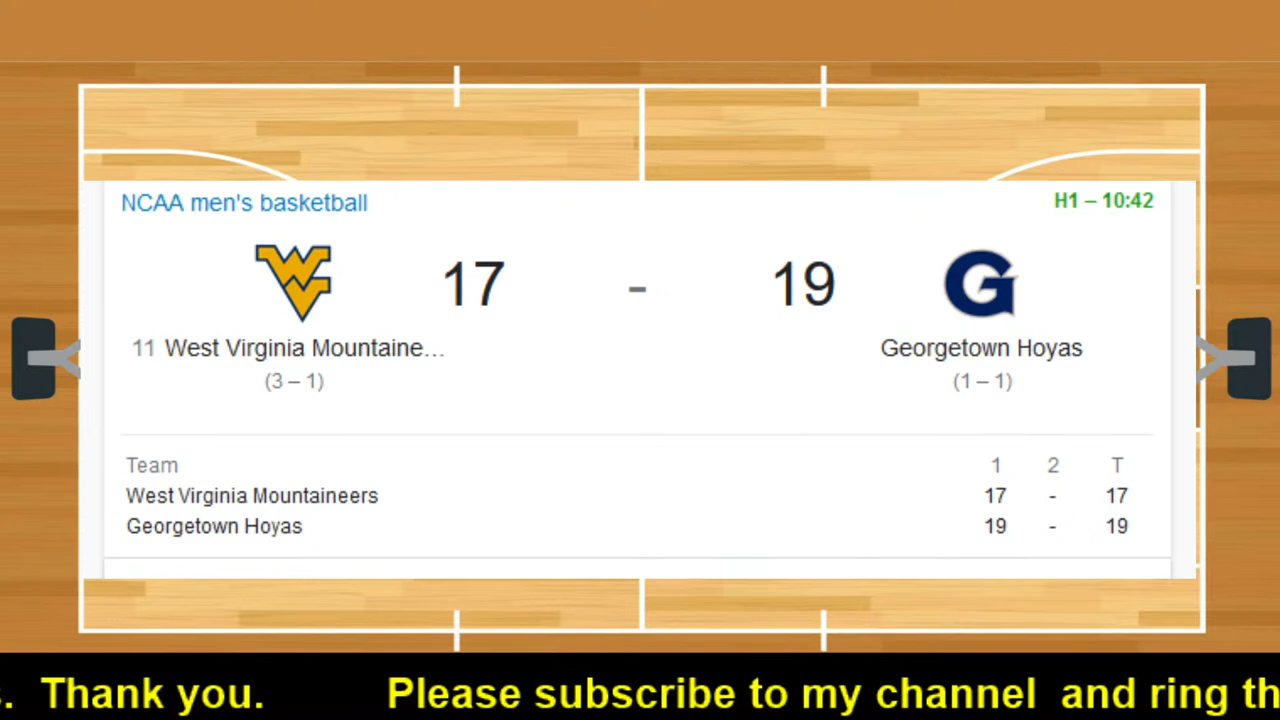 NCAA men's basketball
H1 – 10:42
17 - 19
11 West Virginia Mountaine…
Georgetown Hoyas
(3 – 1)
(1 – 1)
Team 1 2 T
West Virginia Mountaineers 17 - 17
Georgetown Hoyas 19 - 19
s. Thank you. Please subscribe to my channel and ring th